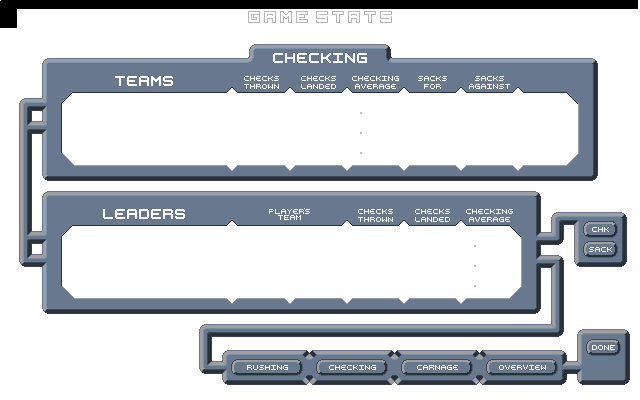 GAME STATS
CHECKING
TEAMS
CHECKS THROWN
CHECKS LANDED
CHECKING AVERAGE
SACKS FOR
SACKS AGAINST
LEADERS
PLAYER'S TEAM
CHECKS THROWN
CHECKS LANDED
CHECKING AVERAGE
CHK
SACK
DONE
RUSHING
CHECKING
CARNAGE
OVERVIEW